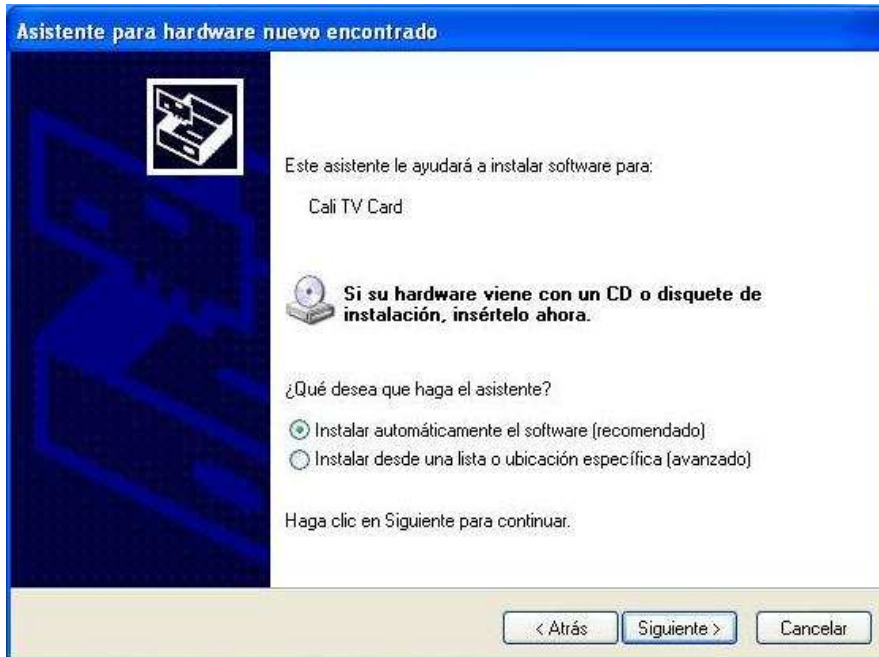 Asistente para hardware nuevo encontrado
Este asistente le ayudará a instalar software para:
Cali TV Card
Si su hardware viene con un CD o disquete de
instalación, insértelo ahora.
¿Qué desea que haga el asistente?
Instalar automáticamente el software (recomendado)
Instalar desde una lista o ubicación específica (avanzado)
Haga clic en Siguiente para continuar.
< Atrás
Siguiente >
Cancelar